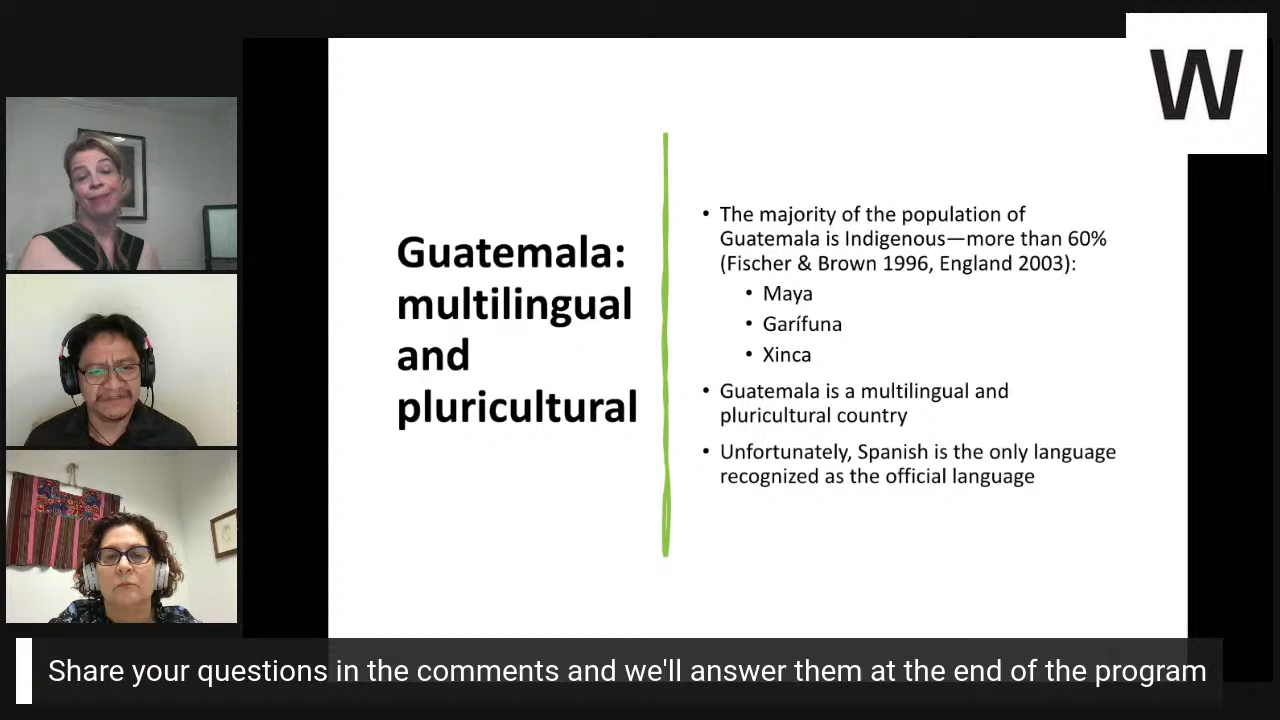 W
Guatemala:
multilingual
and
pluricultural
• The majority of the population of
Guatemala is Indigenous—more than 60%
(Fischer & Brown 1996, England 2003):
• Maya
• Garífuna
• Xinca
• Guatemala is a multilingual and
pluricultural country
• Unfortunately, Spanish is the only language
recognized as the official language
Share your questions in the comments and we'll answer them at the end of the program